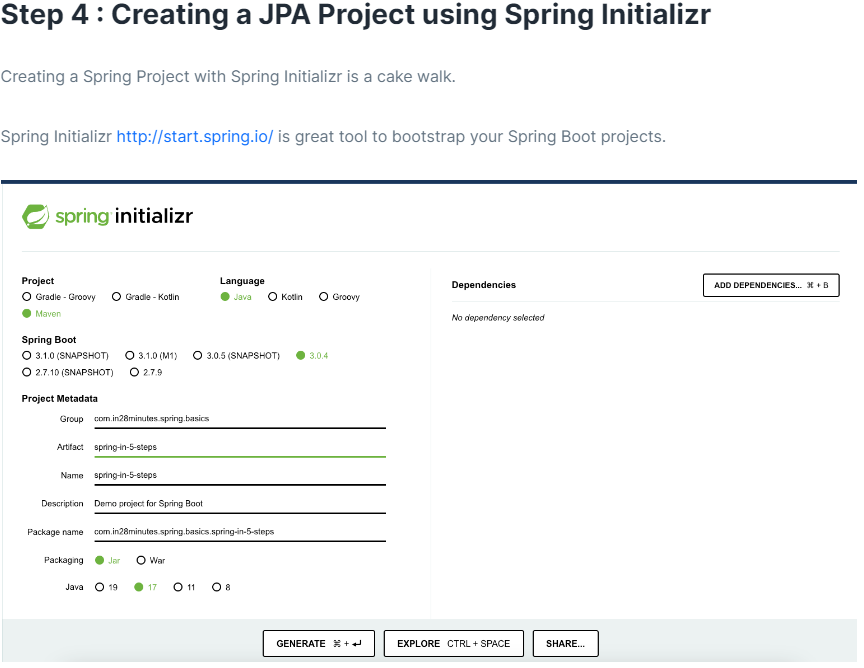 Step 4 : Creating a JPA Project using Spring Initializr
Creating a Spring Project with Spring Initializr is a cake walk.
Spring Initializr http://start.spring.io/ is great tool to bootstrap your Spring Boot projects.
spring initializr
Project
Gradle - Groovy Gradle - Kotlin
Maven
Language
Java Kotlin Groovy
Spring Boot
3.1.0 (SNAPSHOT) 3.1.0 (M1) 3.0.5 (SNAPSHOT) 3.0.4
2.7.10 (SNAPSHOT) 2.7.9
Project Metadata
Group com.in28minutes.spring.basics
Artifact spring-in-5-steps
Name spring-in-5-steps
Description Demo project for Spring Boot
Package name com.in28minutes.spring.basics.spring-in-5-steps
Packaging Jar War
Java 19 17 11 8
Dependencies
ADD DEPENDENCIES... ⌘ + B
No dependency selected
GENERATE ⌘ + ↵
EXPLORE CTRL + SPACE
SHARE...